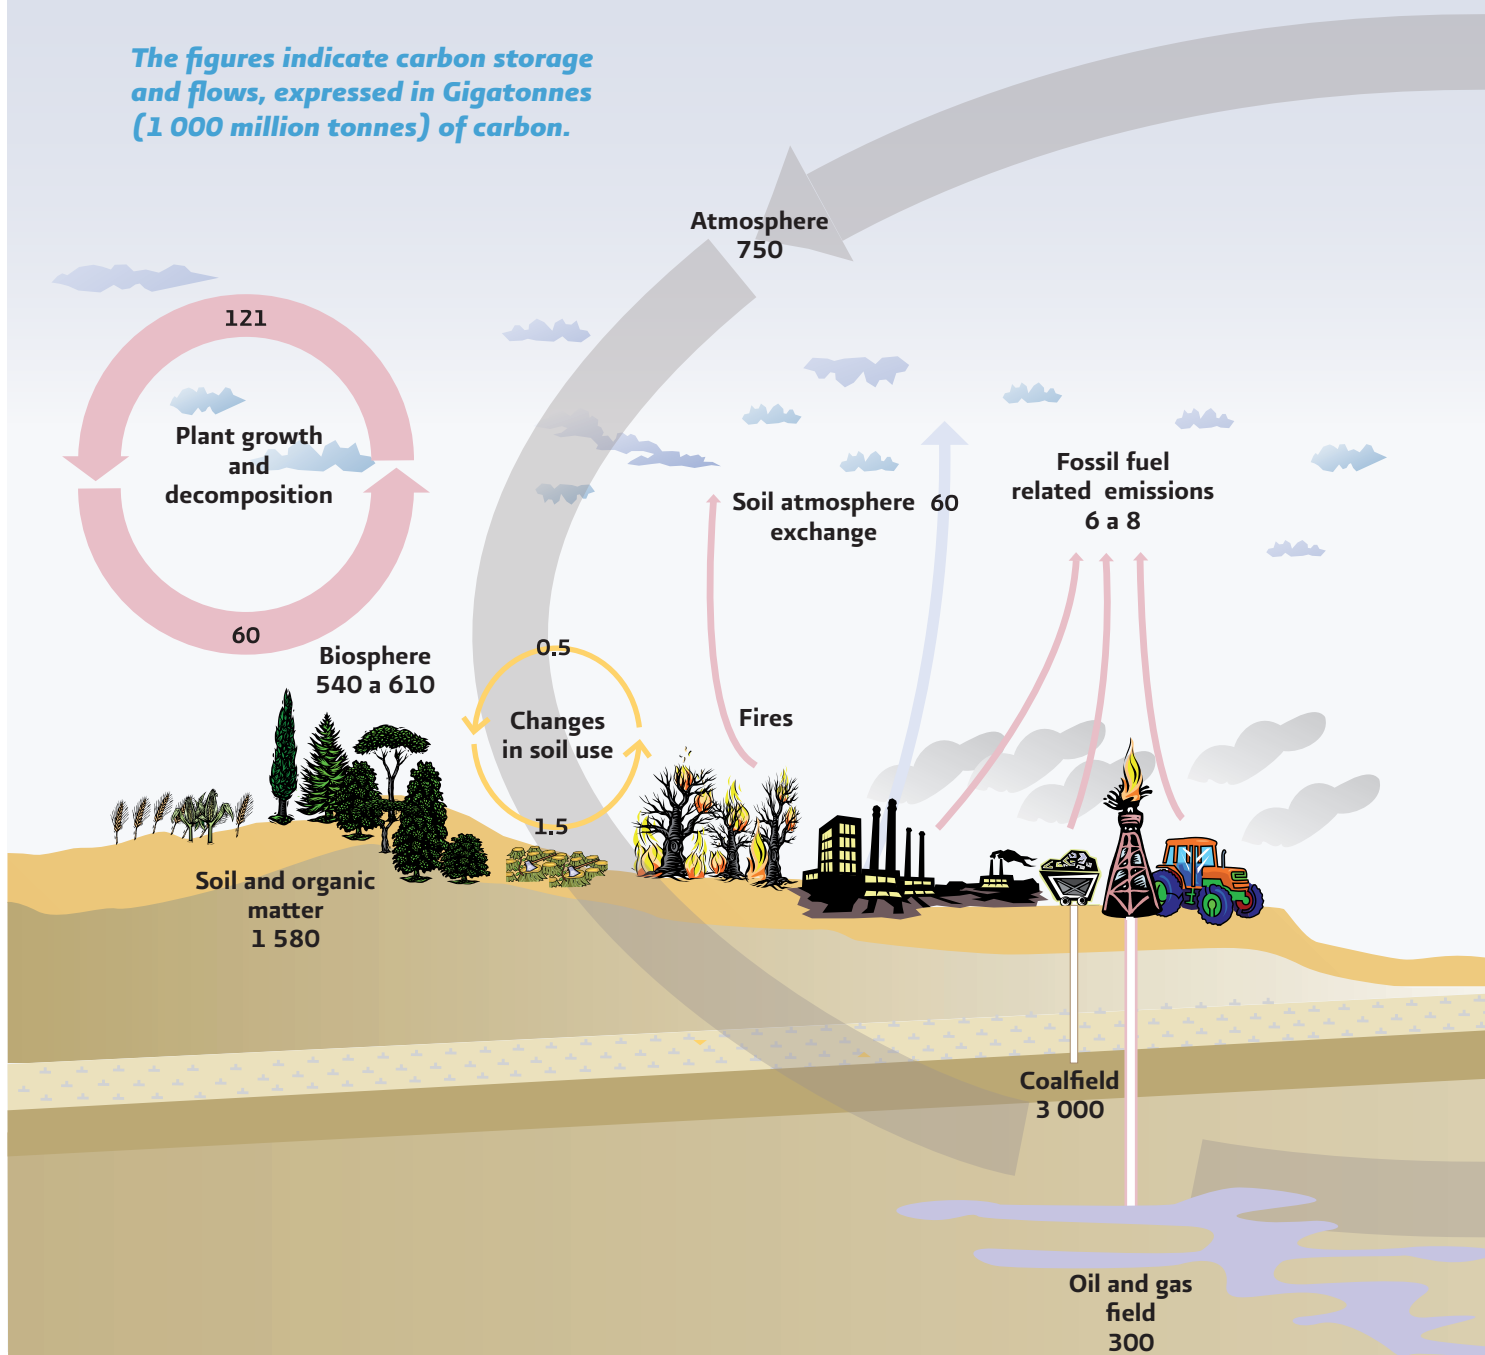 The figures indicate carbon storage
and flows, expressed in Gigatonnes
(1 000 million tonnes) of carbon.
Atmosphere
750
121
Plant growth
and
decomposition
60
Soil atmosphere 60
exchange
Fossil fuel
related emissions
6 a 8
Biosphere
540 a 610
0.5
Changes
in soil use
1.5
Fires
Soil and organic
matter
1 580
Coalfield
3 000
Oil and gas
field
300